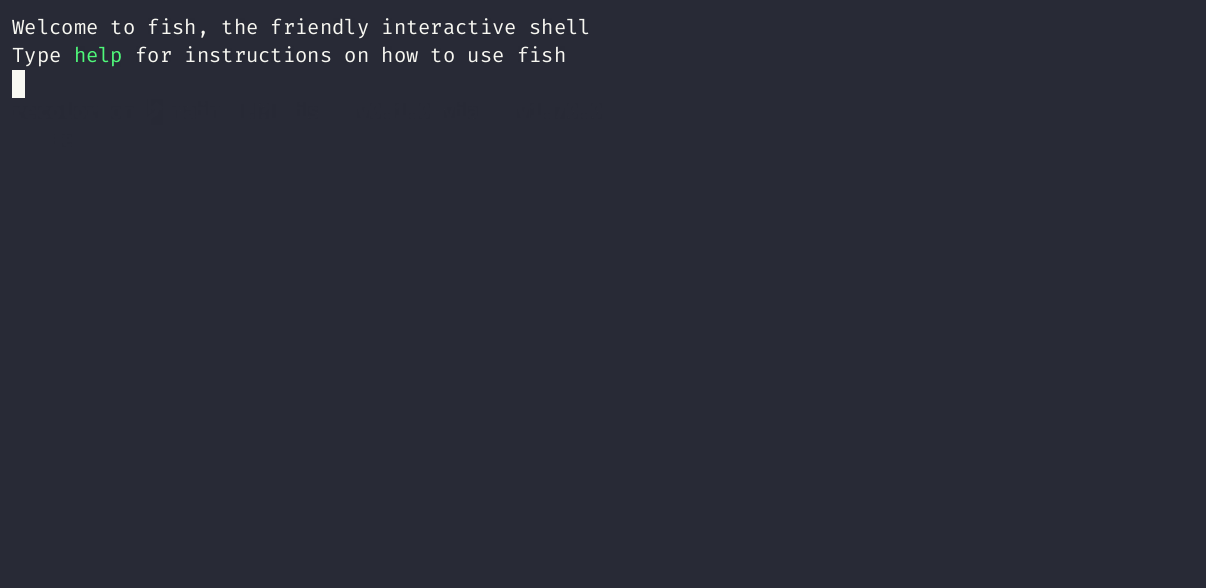 Welcome to fish, the friendly interactive shell
Type help for instructions on how to use fish